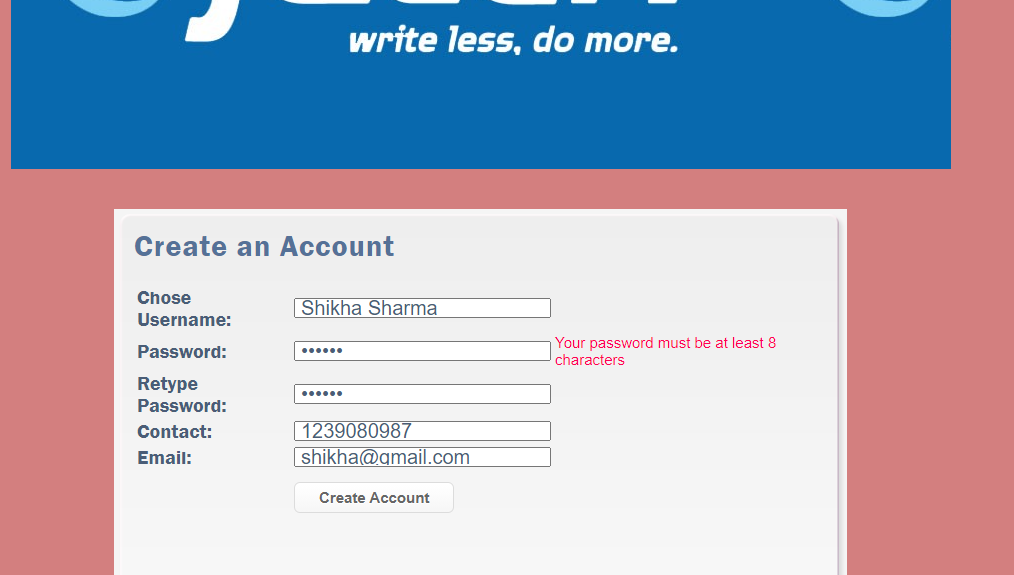 write less, do more.
Create an Account
Chose
Username:
Shikha Sharma
Password:
••••••
Your password must be at least 8
characters
Retype
Password:
••••••
Contact:
1239080987
Email:
shikha@gmail.com
Create Account